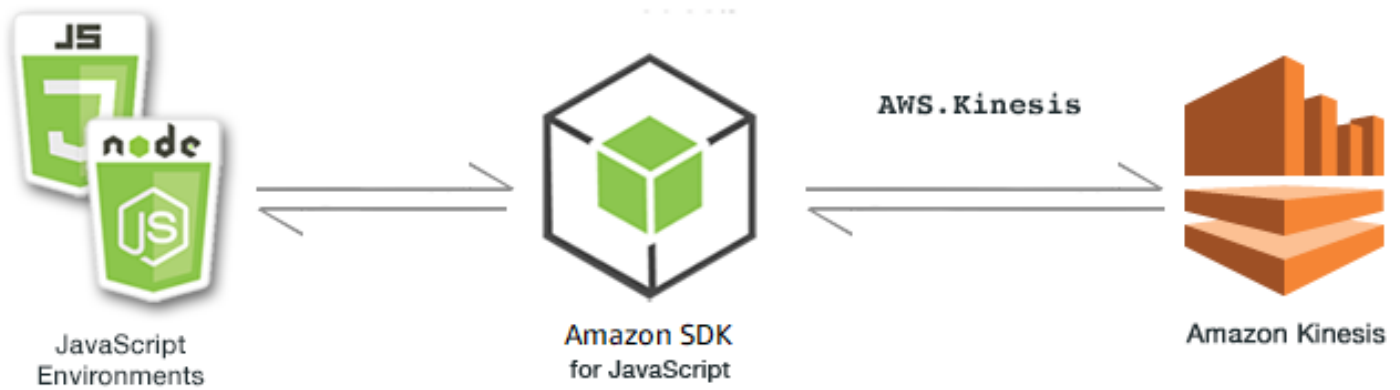 JS
node
JS
AWS.Kinesis
JavaScript
Environments
Amazon SDK
for JavaScript
Amazon Kinesis